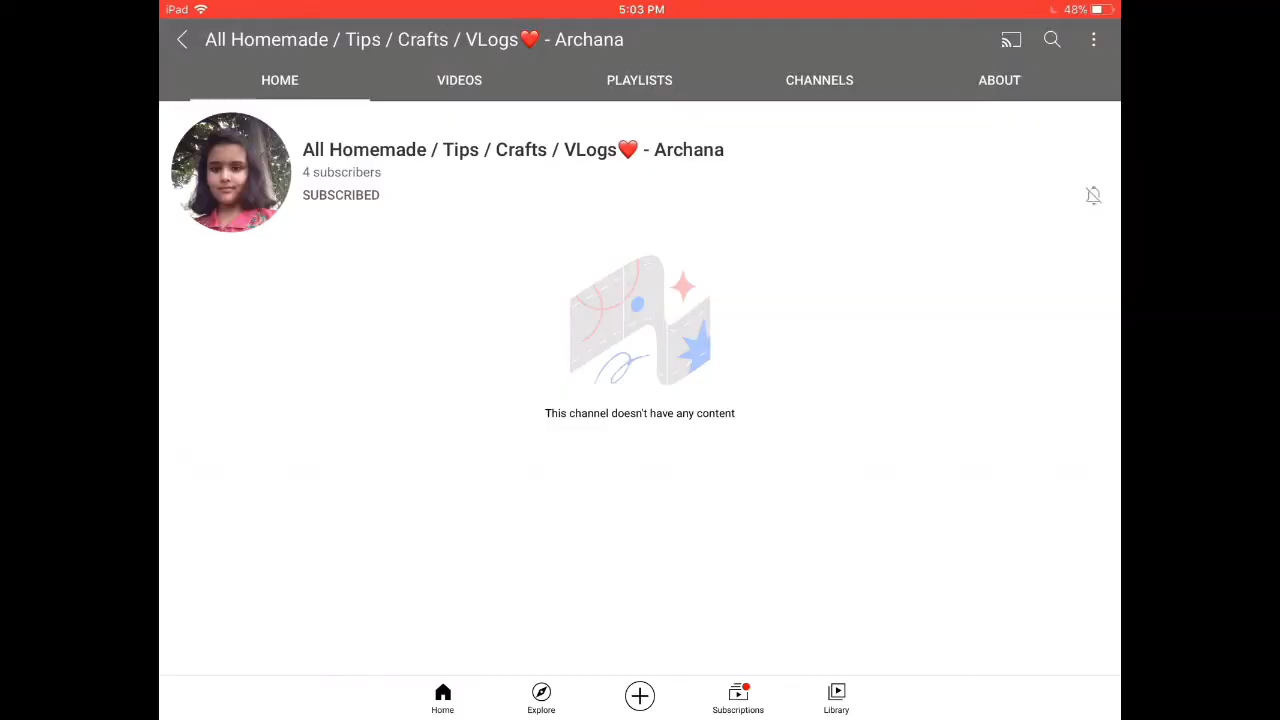 iPad 5:03 PM 48%
All Homemade / Tips / Crafts / VLogs❤️ - Archana
HOME VIDEOS PLAYLISTS CHANNELS ABOUT
All Homemade / Tips / Crafts / VLogs❤️ - Archana
4 subscribers
SUBSCRIBED
This channel doesn't have any content
Home Explore Subscriptions Library